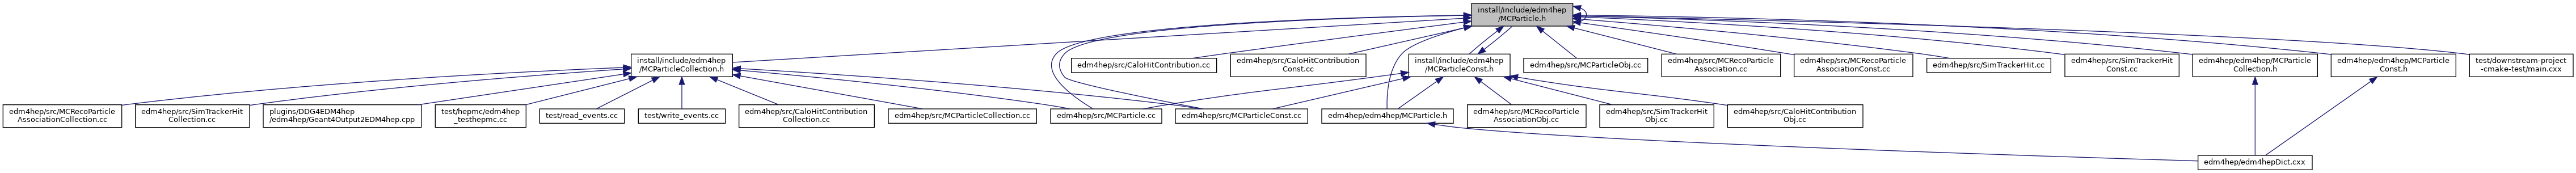 install/include/edm4hep
/MCParticle.h
install/include/edm4hep
/MCParticleCollection.h
edm4hep/src/CaloHitContribution.cc
edm4hep/src/CaloHitContribution
Const.cc
install/include/edm4hep
/MCParticleConst.h
edm4hep/src/MCParticleObj.cc
edm4hep/src/MCRecoParticle
Association.cc
edm4hep/src/MCRecoParticle
AssociationConst.cc
edm4hep/src/SimTrackerHit.cc
edm4hep/src/SimTrackerHit
Const.cc
edm4hep/edm4hep/MCParticle
Collection.h
edm4hep/edm4hep/MCParticle
Const.h
test/downstream-project
-cmake-test/main.cxx
edm4hep/src/MCRecoParticle
AssociationCollection.cc
edm4hep/src/SimTrackerHit
Collection.cc
plugins/DDG4EDM4hep
/edm4hep/Geant4Output2EDM4hep.cpp
test/hepmc/edm4hep
_testhepmc.cc
test/read_events.cc
test/write_events.cc
edm4hep/src/CaloHitContribution
Collection.cc
edm4hep/src/MCParticleCollection.cc
edm4hep/src/MCParticle.cc
edm4hep/src/MCParticleConst.cc
edm4hep/edm4hep/MCParticle.h
edm4hep/src/MCRecoParticle
AssociationObj.cc
edm4hep/src/SimTrackerHit
Obj.cc
edm4hep/src/CaloHitContribution
Obj.cc
edm4hep/edm4hepDict.cxx